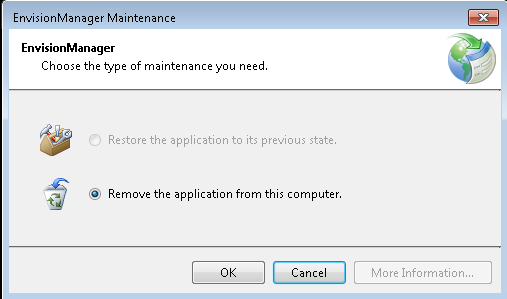 EnvisionManager Maintenance
EnvisionManager
Choose the type of maintenance you need.
Restore the application to its previous state.
Remove the application from this computer.
OK Cancel More Information...